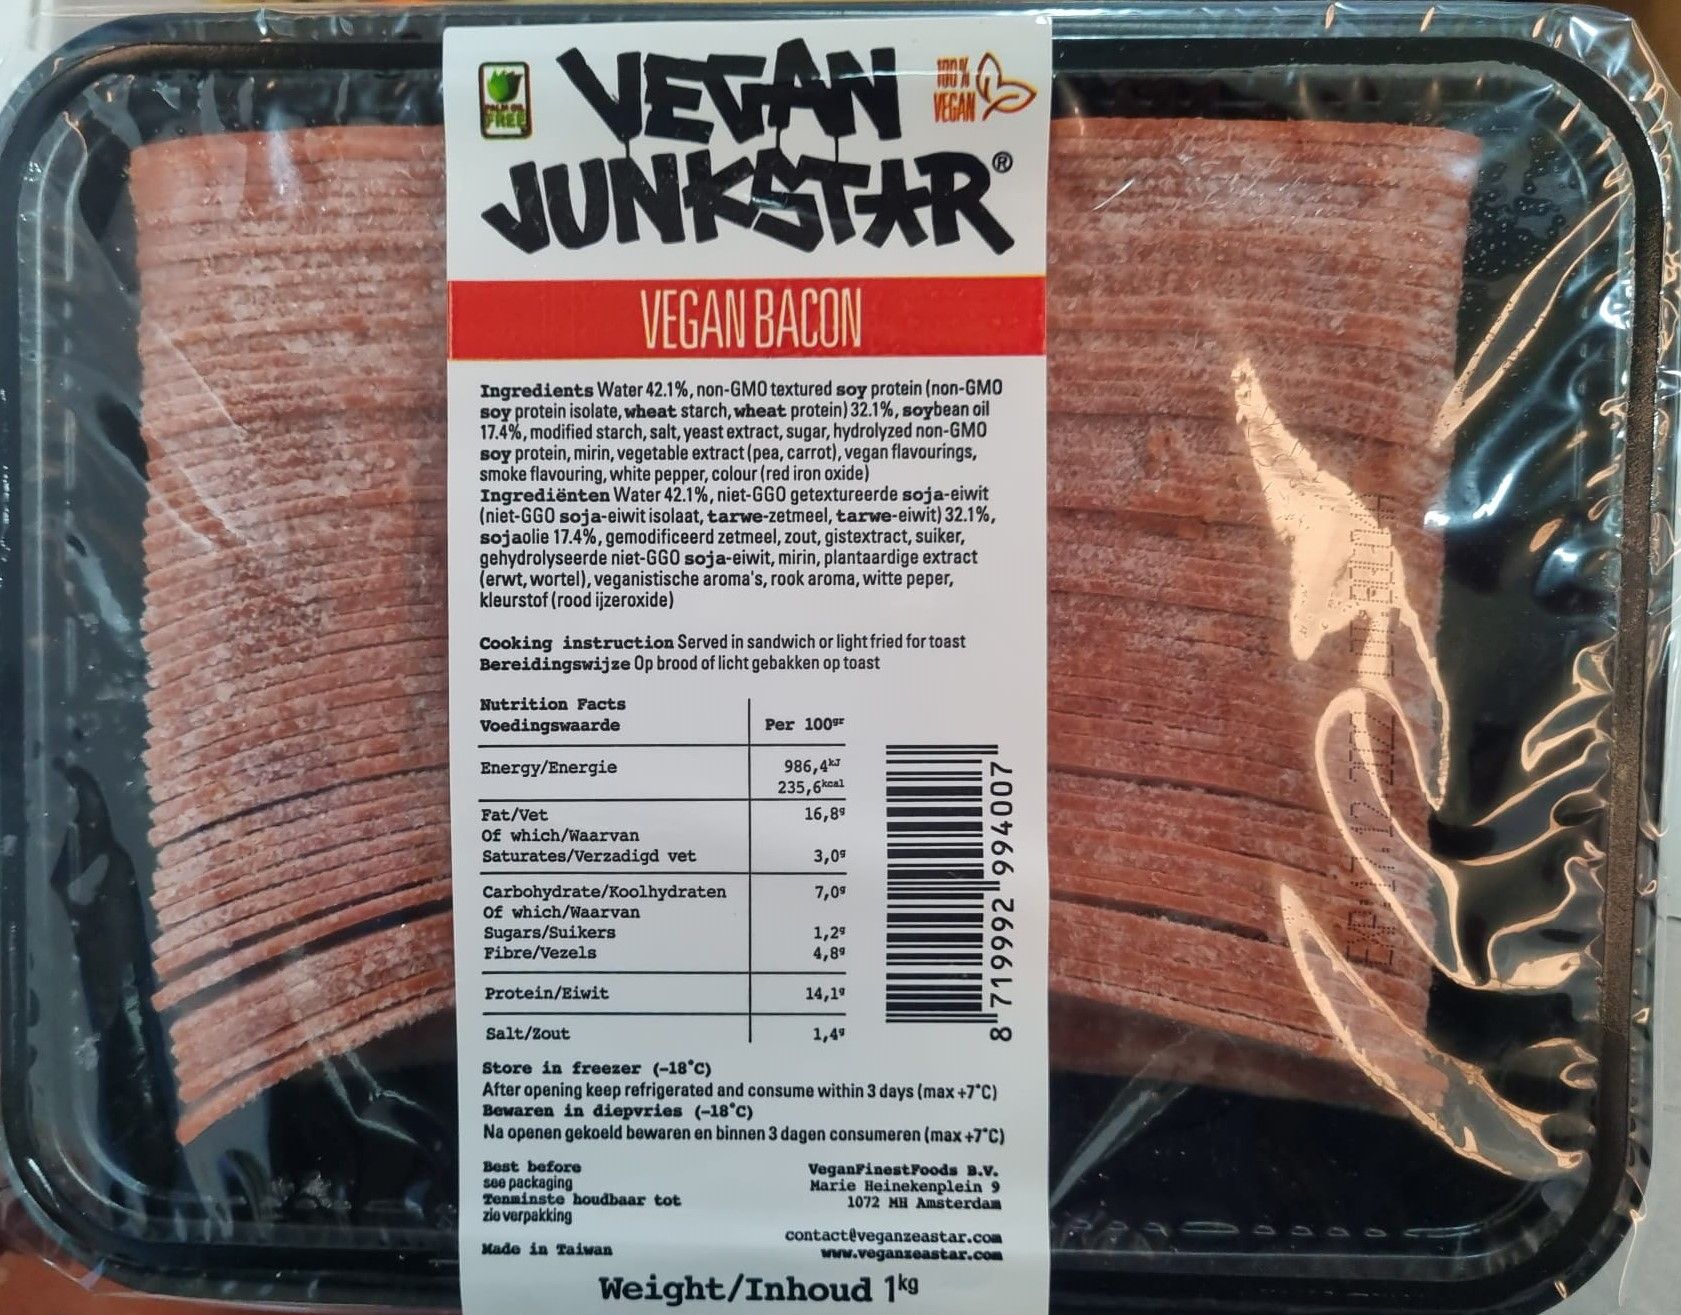 PALM OIL
FREE
VEGAN
JUNKSTAR®
100%
VEGAN
VEGAN BACON
Ingredients Water 42.1%, non-GMO textured soy protein (non-GMO
soy protein isolate, wheat starch, wheat protein) 32.1%, soybean oil
17.4%, modified starch, salt, yeast extract, sugar, hydrolyzed non-GMO
soy protein, mirin, vegetable extract (pea, carrot), vegan flavourings,
smoke flavouring, white pepper, colour (red iron oxide)
Ingrediënten Water 42.1%, niet-GGO getextureerde soja-eiwit
(niet-GGO soja-eiwit isolaat, tarwe-zetmeel, tarwe-eiwit) 32.1%,
sojaolie 17.4%, gemodificeerd zetmeel, zout, gistextract, suiker,
gehydrolyseerde niet-GGO soja-eiwit, mirin, plantaardige extract
(erwt, wortel), veganistische aroma's, rook aroma, witte peper,
kleurstof (rood ijzeroxide)
Cooking instruction Served in sandwich or light fried for toast
Bereidingswijze Op brood of licht gebakken op toast
Nutrition Facts
Voedingswaarde Per 100gr
Energy/Energie 986,4kJ
235,6kcal
Fat/Vet 16,8g
Of which/Waarvan
Saturates/Verzadigd vet 3,0g
Carbohydrate/Koolhydraten 7,0g
Of which/Waarvan
Sugars/Suikers 1,2g
Fibre/Vezels 4,8g
Protein/Eiwit 14,1g
Salt/Zout 1,4g
8 719992 994007
Store in freezer (-18°C)
After opening keep refrigerated and consume within 3 days (max +7°C)
Bewaren in diepvries (-18°C)
Na openen gekoeld bewaren en binnen 3 dagen consumeren (max +7°C)
Best before
see packaging
Tenminste houdbaar tot
zie verpakking
Made in Taiwan
VeganFinestFoods B.V.
Marie Heinekenplein 9
1072 MH Amsterdam
contact@veganzeastar.com
www.veganzeastar.com
Weight/Inhoud 1kg